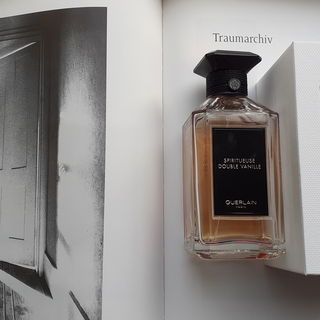 Traumarchiv
SPIRITUEUSE
DOUBLE VANILLE
GUERLAIN
PARIS